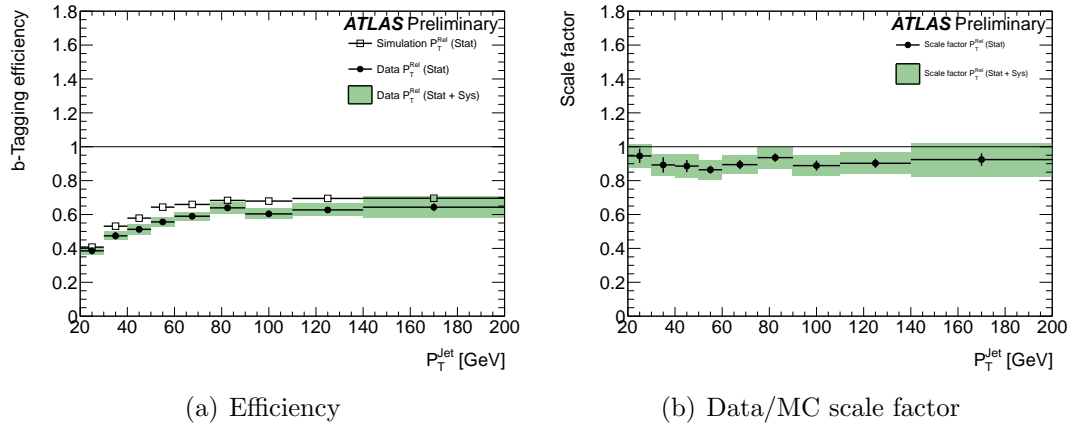 ATLAS Preliminary
Simulation P_T^Rel (Stat)
Data P_T^Rel (Stat)
Data P_T^Rel (Stat + Sys)
b-Tagging efficiency
1.8
1.6
1.4
1.2
1
0.8
0.6
0.4
0.2
0
20 40 60 80 100 120 140 160 180 200
P_T^Jet [GeV]
(a) Efficiency
ATLAS Preliminary
Scale factor P_T^Rel (Stat)
Scale factor P_T^Rel (Stat + Sys)
Scale factor
1.8
1.6
1.4
1.2
1
0.8
0.6
0.4
0.2
0
20 40 60 80 100 120 140 160 180 200
P_T^Jet [GeV]
(b) Data/MC scale factor